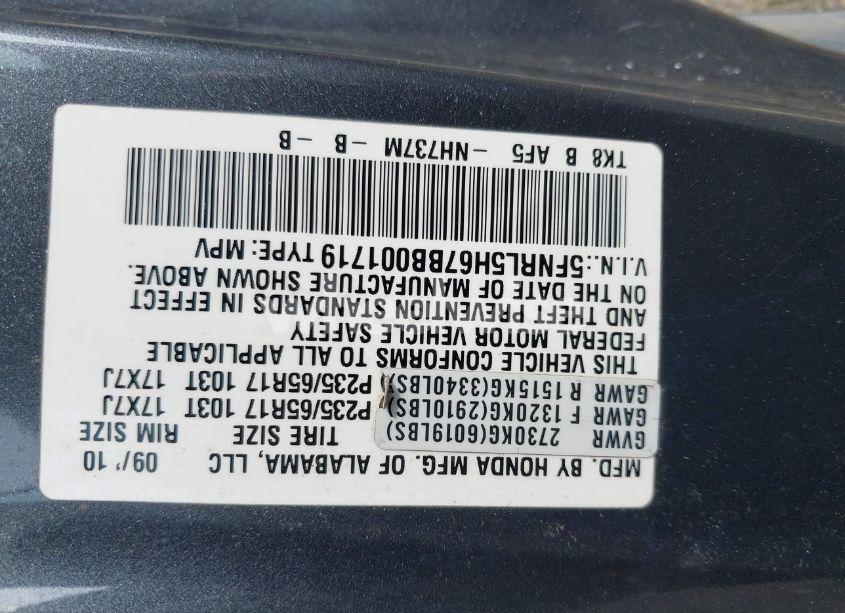 MFD. BY HONDA MFG. OF ALABAMA, LLC 09/'10
GVWR 2730KG(6019LBS) TIRE SIZE RIM SIZE
GAWR F 1320KG(2910LBS) P235/65R17 103T 17X7J
GAWR R 1515KG(3340LBS) P235/65R17 103T 17X7J
THIS VEHICLE CONFORMS TO ALL APPLICABLE
FEDERAL MOTOR VEHICLE SAFETY
AND THEFT PREVENTION STANDARDS IN EFFECT
ON THE DATE OF MANUFACTURE SHOWN ABOVE.
V.I.N.:5FNRL5H67BB001719 TYPE: MPV
TK8 B AF5 -NH737M -B -B